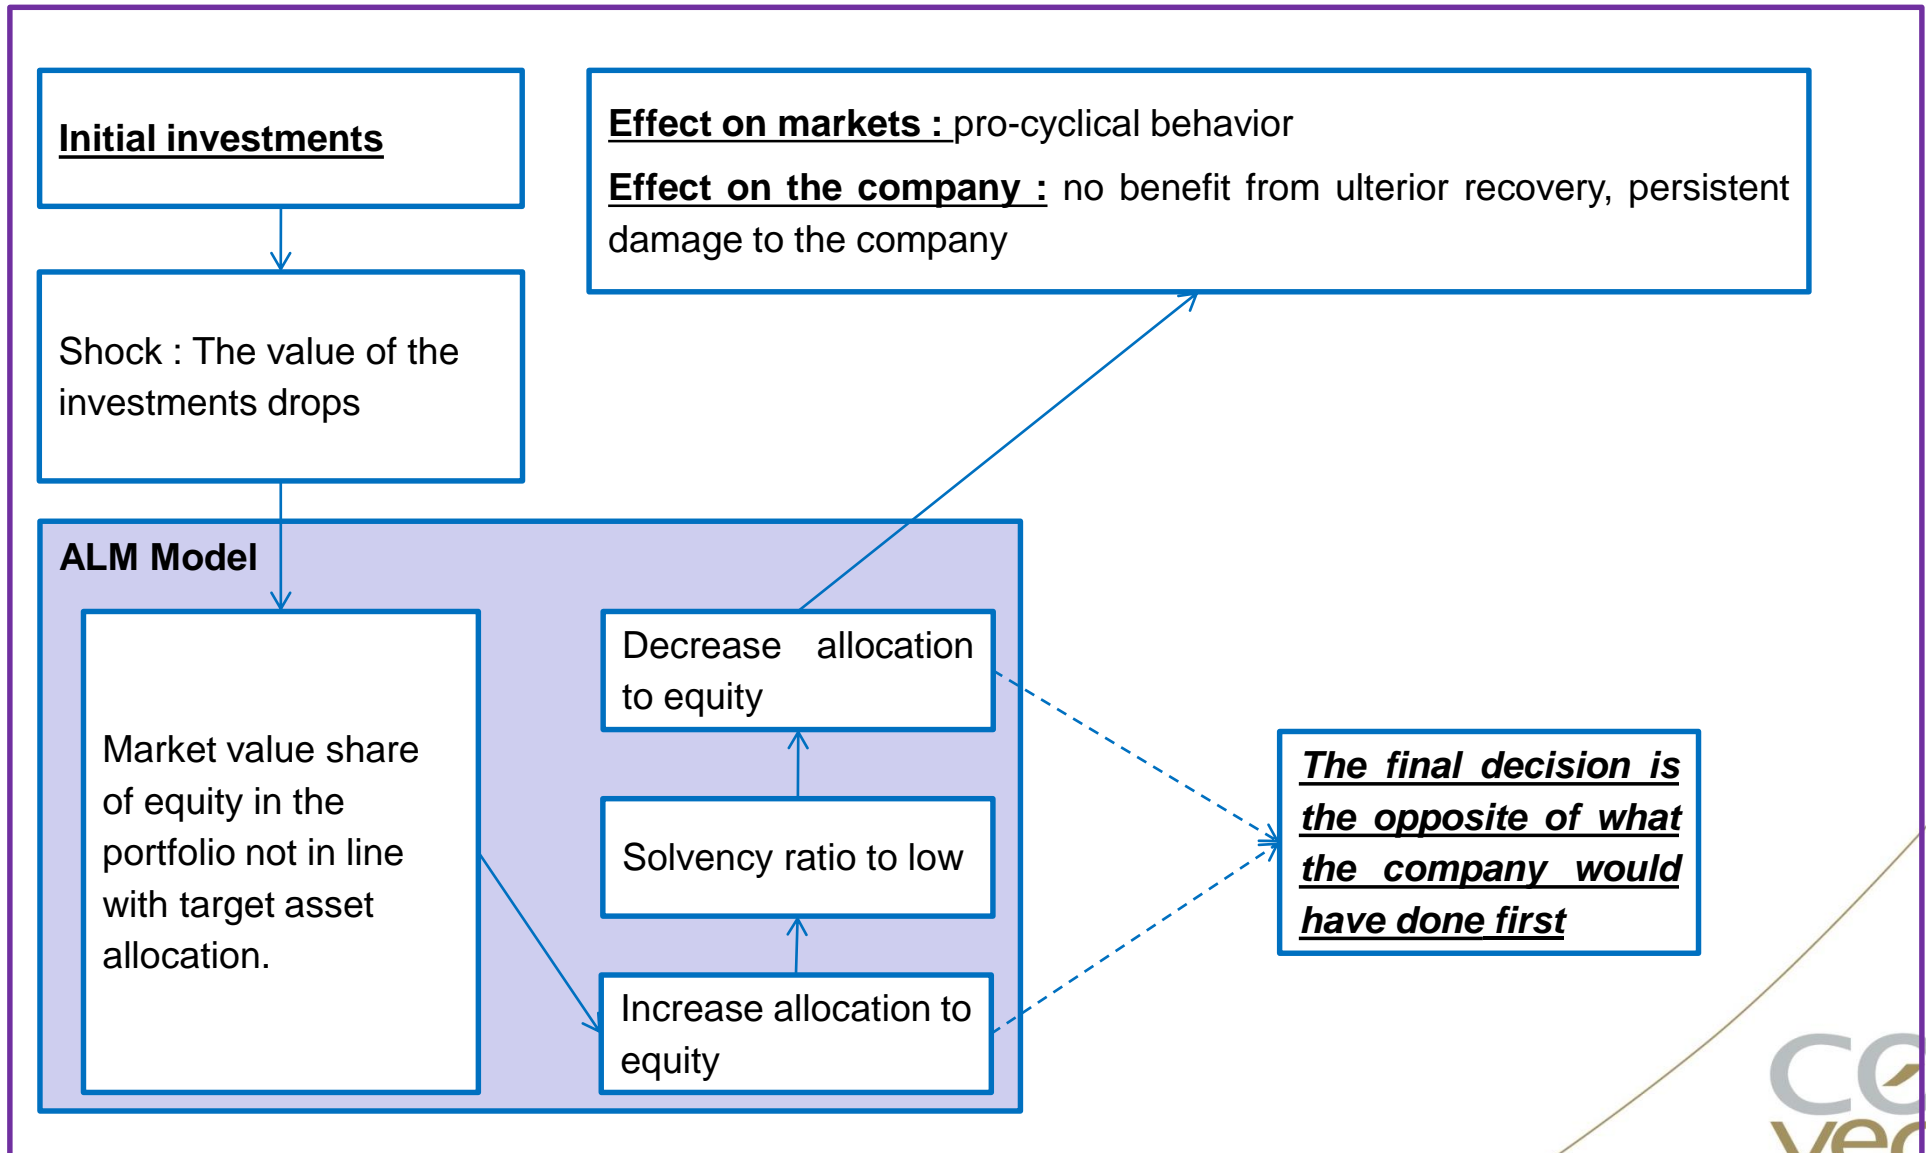 Initial investments
Effect on markets : pro-cyclical behavior
Effect on the company : no benefit from ulterior recovery, persistent
damage to the company
Shock : The value of the
investments drops
ALM Model
Market value share
of equity in the
portfolio not in line
with target asset
allocation.
Decrease allocation
to equity
Solvency ratio to low
Increase allocation to
equity
The final decision is
the opposite of what
the company would
have done first